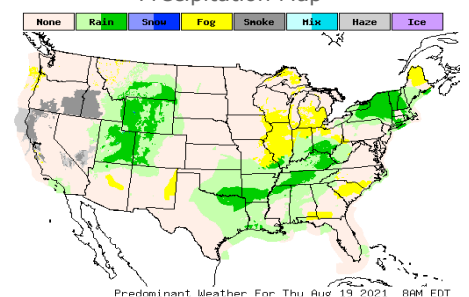 Precipitation Map
None Rain Snow Fog Smoke Mix Haze Ice
Predominant Weather For Thu Aug 19 2021 8AM EDT